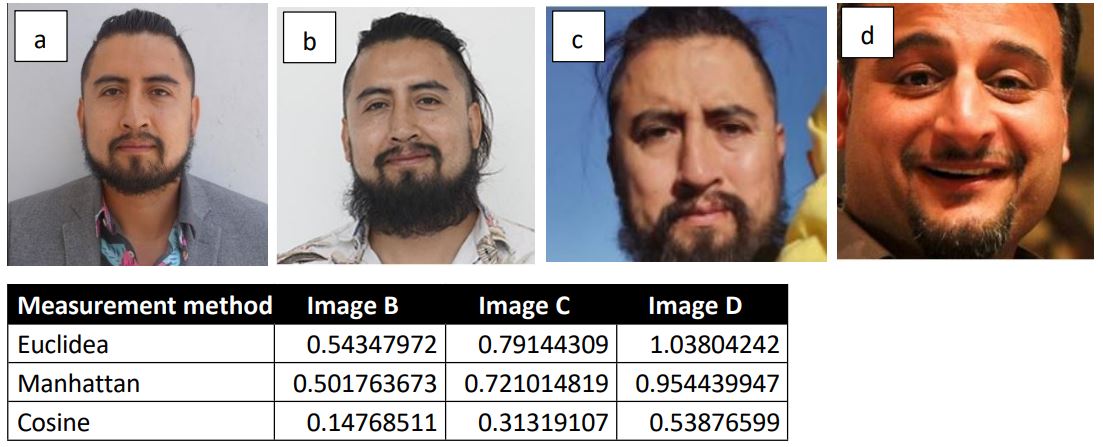 a b c d
Measurement method Image B Image C Image D
Euclidea 0.54347972 0.79144309 1.03804242
Manhattan 0.501763673 0.721014819 0.954439947
Cosine 0.14768511 0.31319107 0.53876599